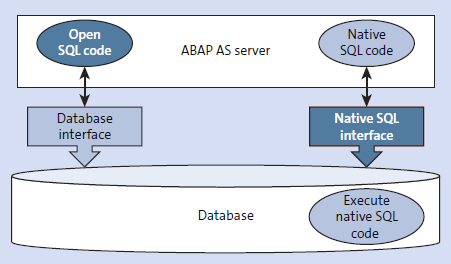 Open
SQL code
ABAP AS server
Native
SQL code
Database
interface
Native SQL
interface
Database
Execute
native SQL
code